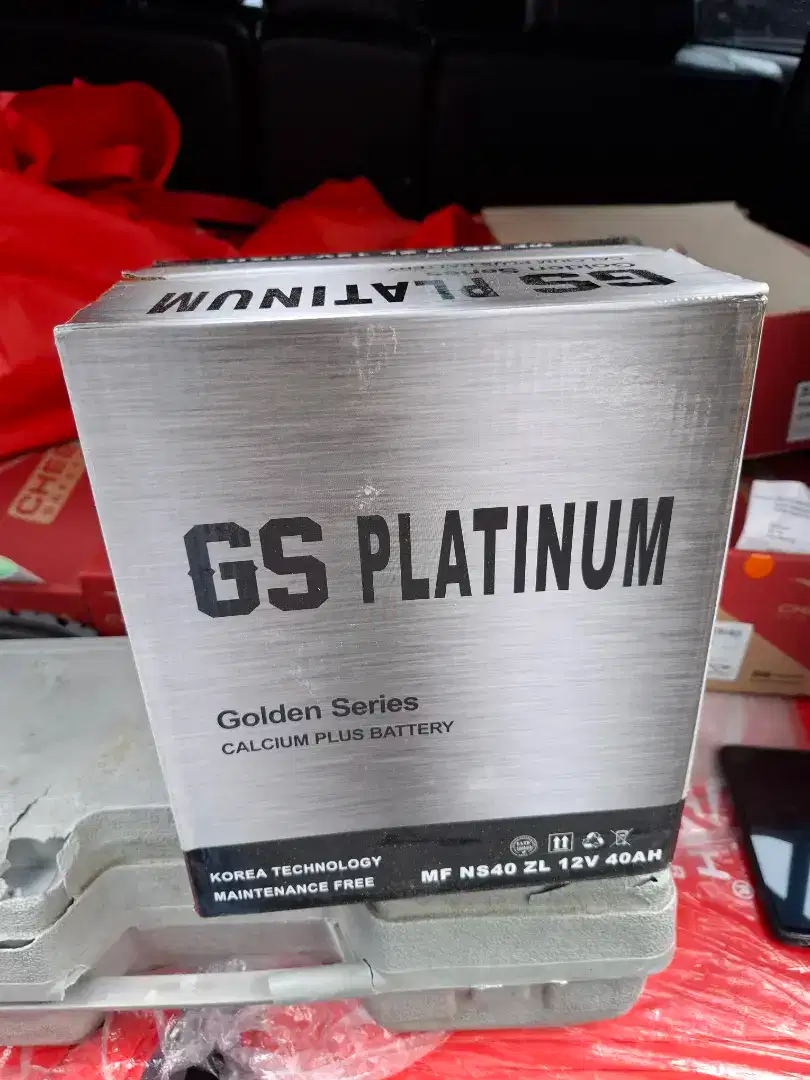 GS PLATINUM
GS PLATINUM
Golden Series
CALCIUM PLUS BATTERY
KOREA TECHNOLOGY
MAINTENANCE FREE
MF NS40 ZL 12V 40AH